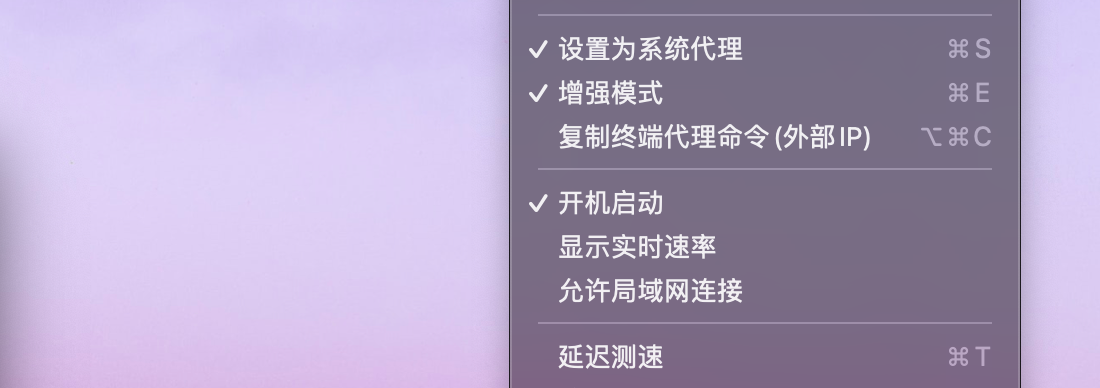 设置为系统代理 ⌘S
增强模式 ⌘E
复制终端代理命令(外部IP) ⌥⌘C
开机启动
显示实时速率
允许局域网连接
延迟测速 ⌘T